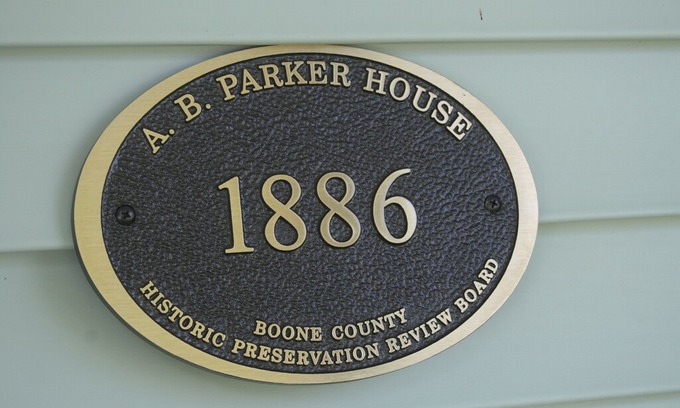 A. B. PARKER HOUSE
1886
BOONE COUNTY
HISTORIC PRESERVATION REVIEW BOARD